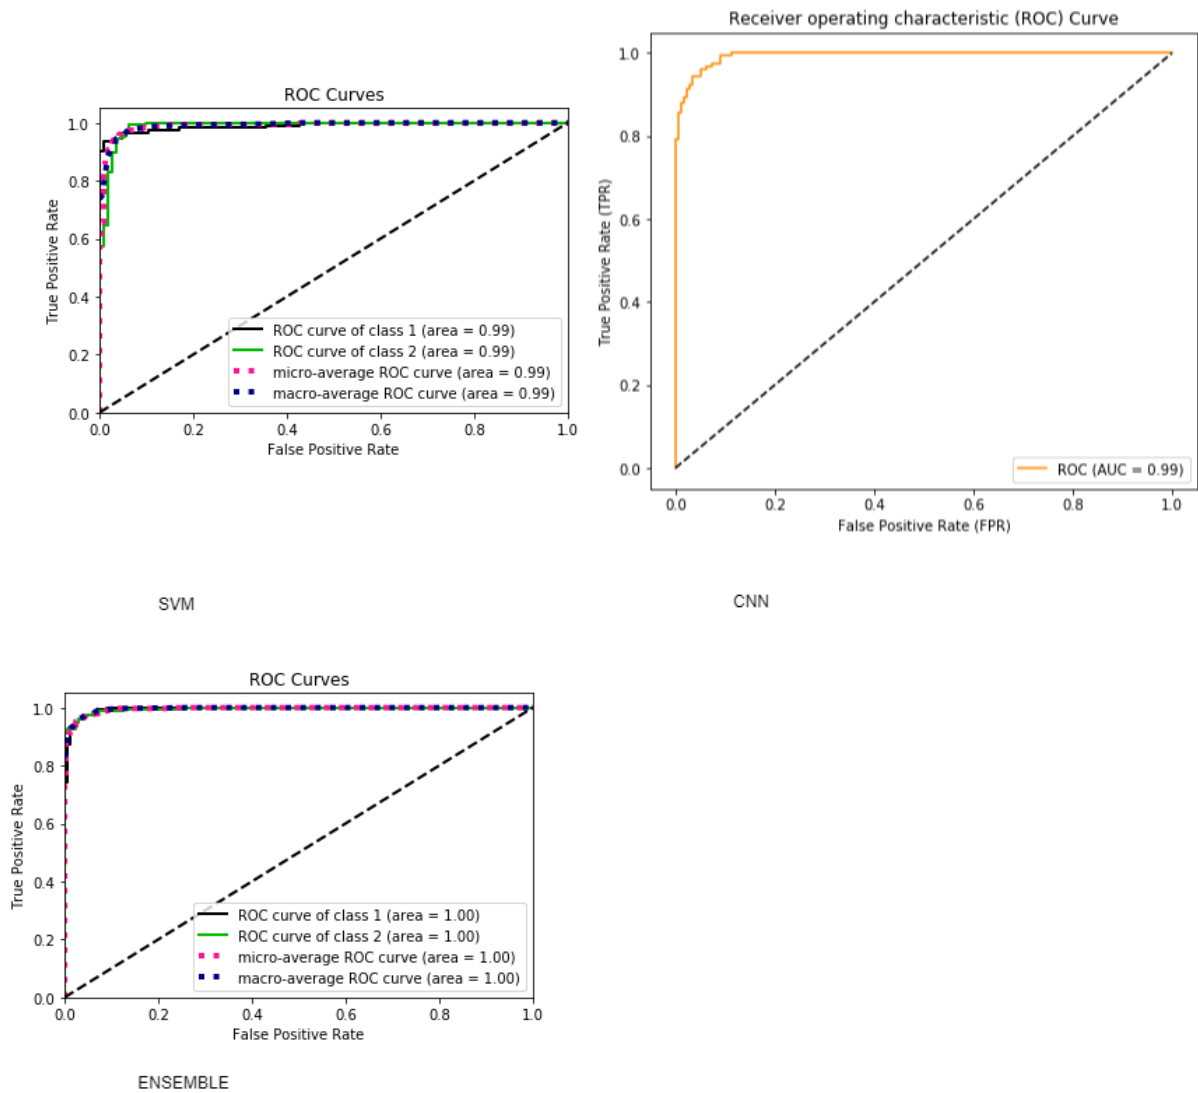 ROC Curves
1.0
0.8
0.6
0.4
0.2
0.0
True Positive Rate
ROC curve of class 1 (area = 0.99)
ROC curve of class 2 (area = 0.99)
micro-average ROC curve (area = 0.99)
macro-average ROC curve (area = 0.99)
0.0 0.2 0.4 0.6 0.8 1.0
False Positive Rate
SVM
Receiver operating characteristic (ROC) Curve
1.0
0.8
0.6
0.4
0.2
0.0
True Positive Rate (TPR)
ROC (AUC = 0.99)
0.0 0.2 0.4 0.6 0.8 1.0
False Positive Rate (FPR)
CNN
ROC Curves
1.0
0.8
0.6
0.4
0.2
0.0
True Positive Rate
ROC curve of class 1 (area = 1.00)
ROC curve of class 2 (area = 1.00)
micro-average ROC curve (area = 1.00)
macro-average ROC curve (area = 1.00)
0.0 0.2 0.4 0.6 0.8 1.0
False Positive Rate
ENSEMBLE